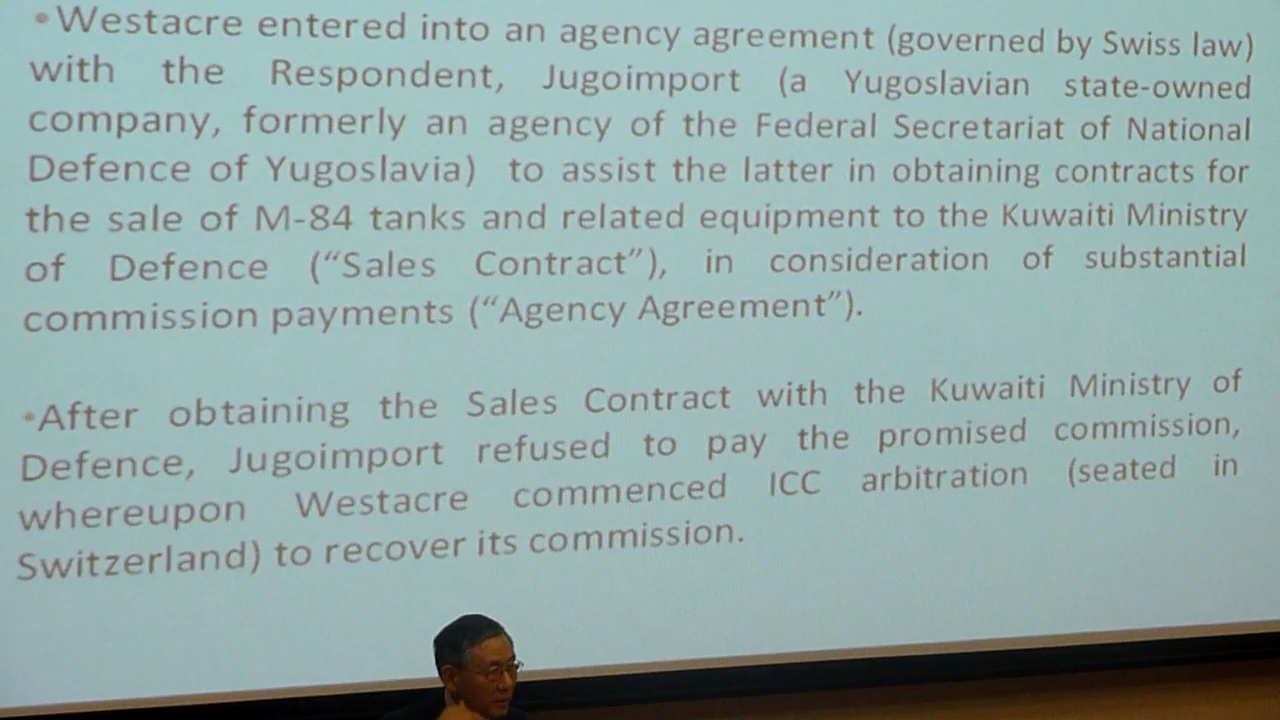 •Westacre entered into an agency agreement (governed by Swiss law)
with the Respondent, Jugoimport (a Yugoslavian state-owned
company, formerly an agency of the Federal Secretariat of National
Defence of Yugoslavia) to assist the latter in obtaining contracts for
the sale of M-84 tanks and related equipment to the Kuwaiti Ministry
of Defence (“Sales Contract”), in consideration of substantial
commission payments (“Agency Agreement”).
•After obtaining the Sales Contract with the Kuwaiti Ministry of
Defence, Jugoimport refused to pay the promised commission,
whereupon Westacre commenced ICC arbitration (seated in
Switzerland) to recover its commission.